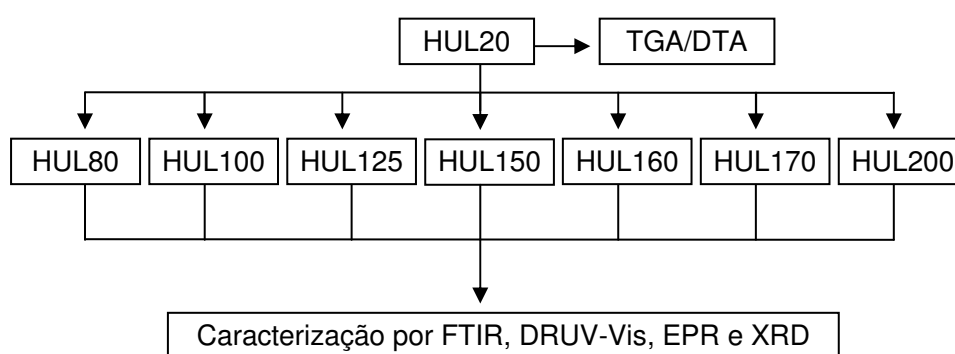 HUL20 TGA/DTA
HUL80 HUL100 HUL125 HUL150 HUL160 HUL170 HUL200
Caracterização por FTIR, DRUV-Vis, EPR e XRD